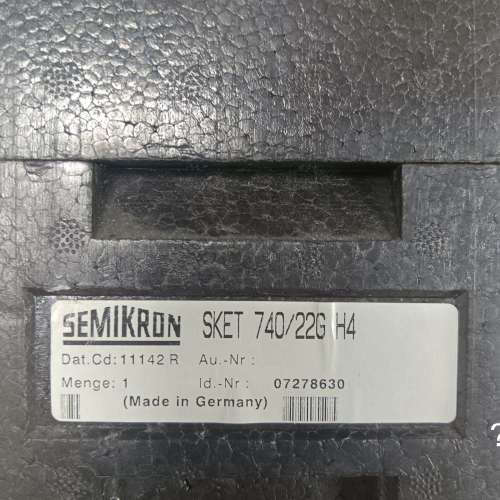 SEMIKRON SKET 740/22G H4
Dat.Cd: 11142 R Au.-Nr :
Menge: 1 Id.-Nr : 07278630
(Made in Germany)
?